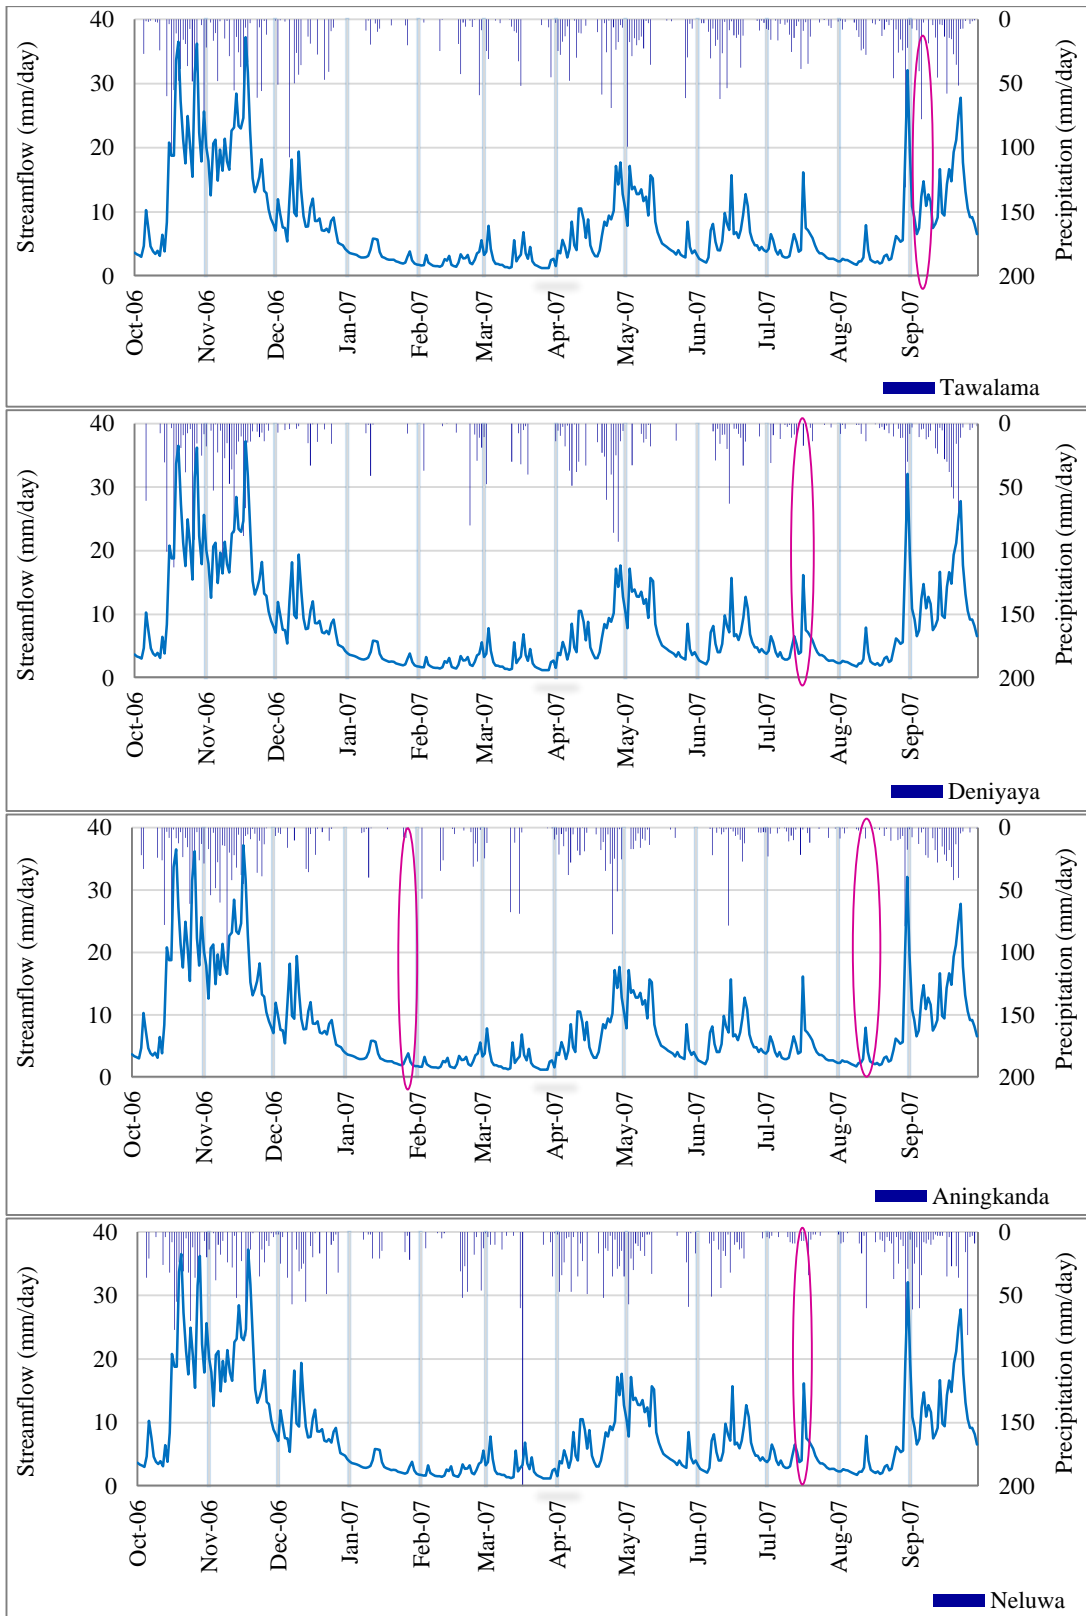 Streamflow (mm/day)
40
30
20
10
0
0
50
100
150
200
Precipitation (mm/day)
Oct-06
Nov-06
Dec-06
Jan-07
Feb-07
Mar-07
Apr-07
May-07
Jun-07
Jul-07
Aug-07
Sep-07
Tawalama
Streamflow (mm/day)
40
30
20
10
0
0
50
100
150
200
Precipitation (mm/day)
Oct-06
Nov-06
Dec-06
Jan-07
Feb-07
Mar-07
Apr-07
May-07
Jun-07
Jul-07
Aug-07
Sep-07
Deniyaya
Streamflow (mm/day)
40
30
20
10
0
0
50
100
150
200
Precipitation (mm/day)
Oct-06
Nov-06
Dec-06
Jan-07
Feb-07
Mar-07
Apr-07
May-07
Jun-07
Jul-07
Aug-07
Sep-07
Aningkanda
Streamflow (mm/day)
40
30
20
10
0
0
50
100
150
200
Precipitation (mm/day)
Oct-06
Nov-06
Dec-06
Jan-07
Feb-07
Mar-07
Apr-07
May-07
Jun-07
Jul-07
Aug-07
Sep-07
Neluwa